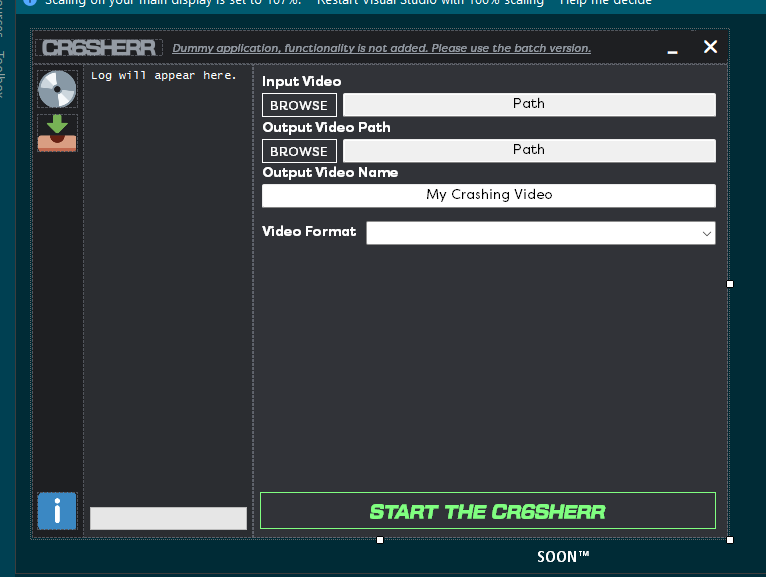 Scaling on your main display is set to 107%. Restart Visual Studio with 100% scaling Help me decide
CR6SHERR Dummy application, functionality is not added. Please use the batch version.
Log will appear here.
Input Video
BROWSE Path
Output Video Path
BROWSE Path
Output Video Name
My Crashing Video
Video Format
START THE CR6SHERR
SOON™
Toolbox